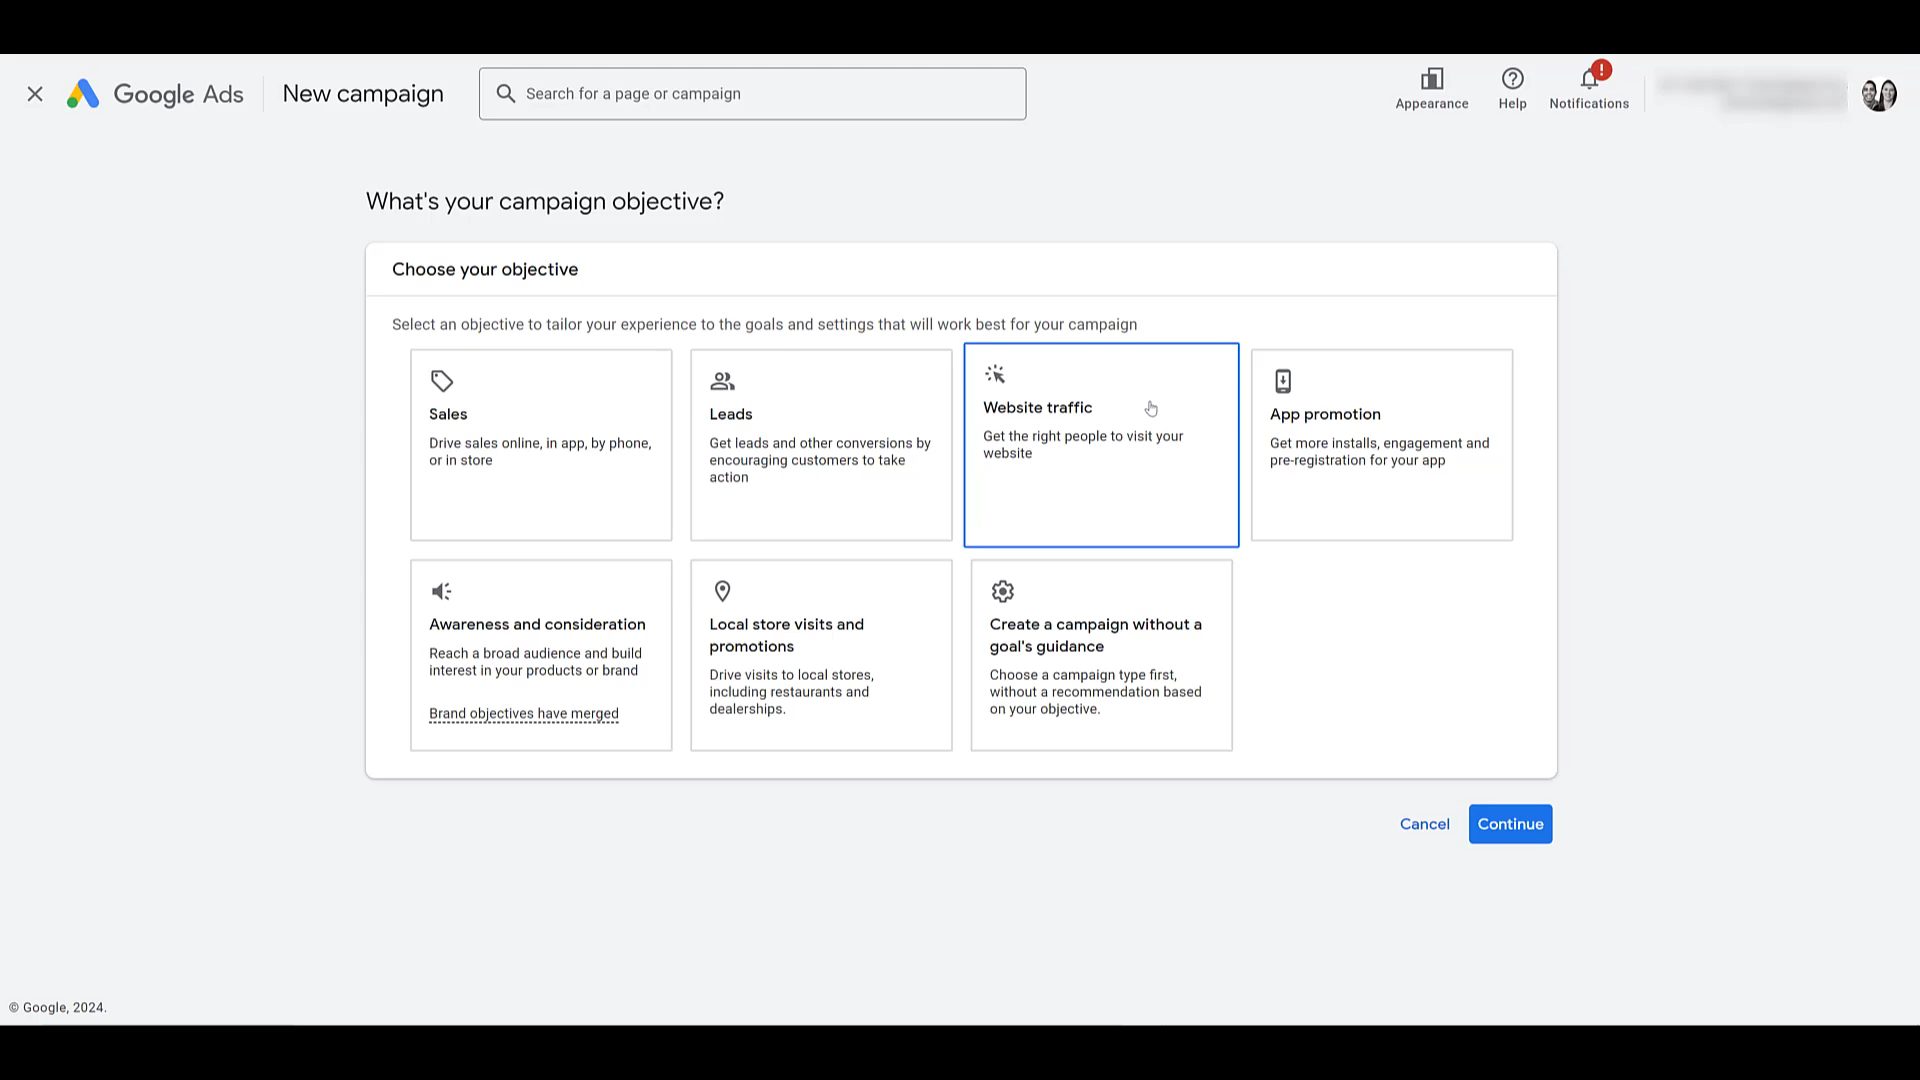 Google Ads
New campaign
Search for a page or campaign
Appearance
Help
!
Notifications
What's your campaign objective?
Choose your objective
Select an objective to tailor your experience to the goals and settings that will work best for your campaign
Sales
Drive sales online, in app, by phone,
or in store
Leads
Get leads and other conversions by
encouraging customers to take
action
Website traffic
Get the right people to visit your
website
App promotion
Get more installs, engagement and
pre-registration for your app
Awareness and consideration
Reach a broad audience and build
interest in your products or brand
Brand objectives have merged
Local store visits and
promotions
Drive visits to local stores,
including restaurants and
dealerships.
Create a campaign without a
goal's guidance
Choose a campaign type first,
without a recommendation based
on your objective.
Cancel
Continue
© Google, 2024.